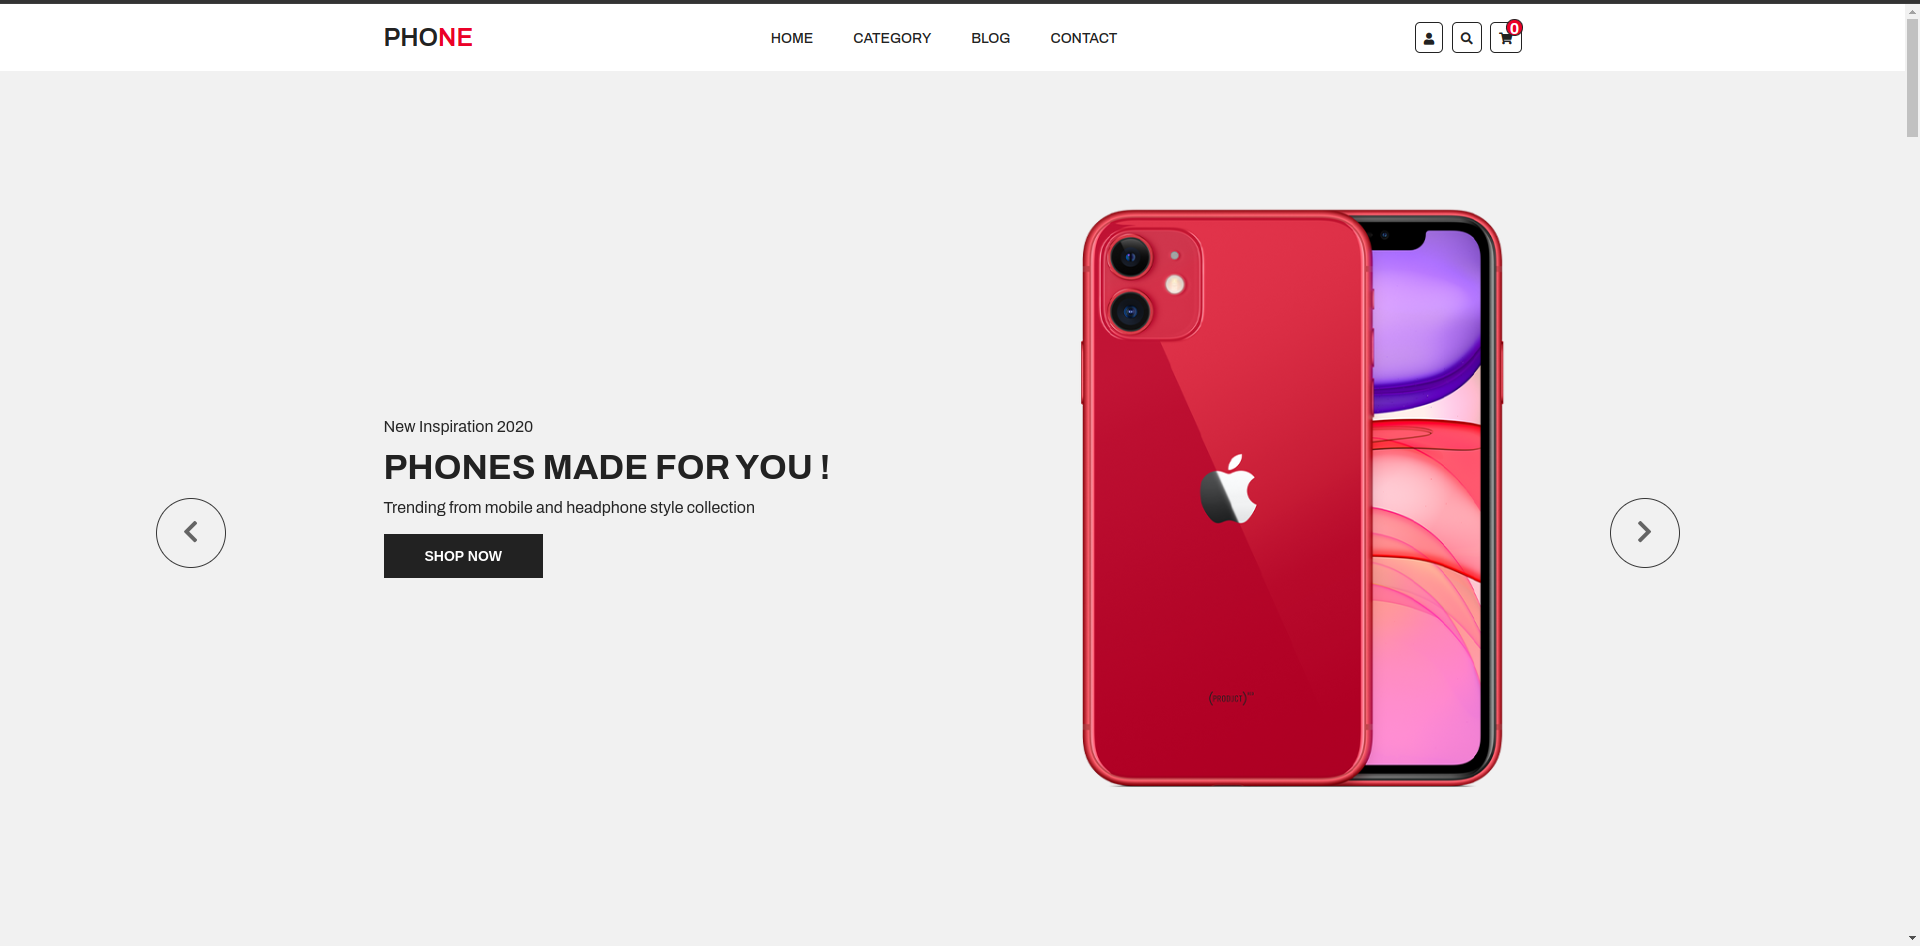 PHONE
HOME CATEGORY BLOG CONTACT
0
New Inspiration 2020
PHONES MADE FOR YOU !
Trending from mobile and headphone style collection
SHOP NOW
(PRODUCT)